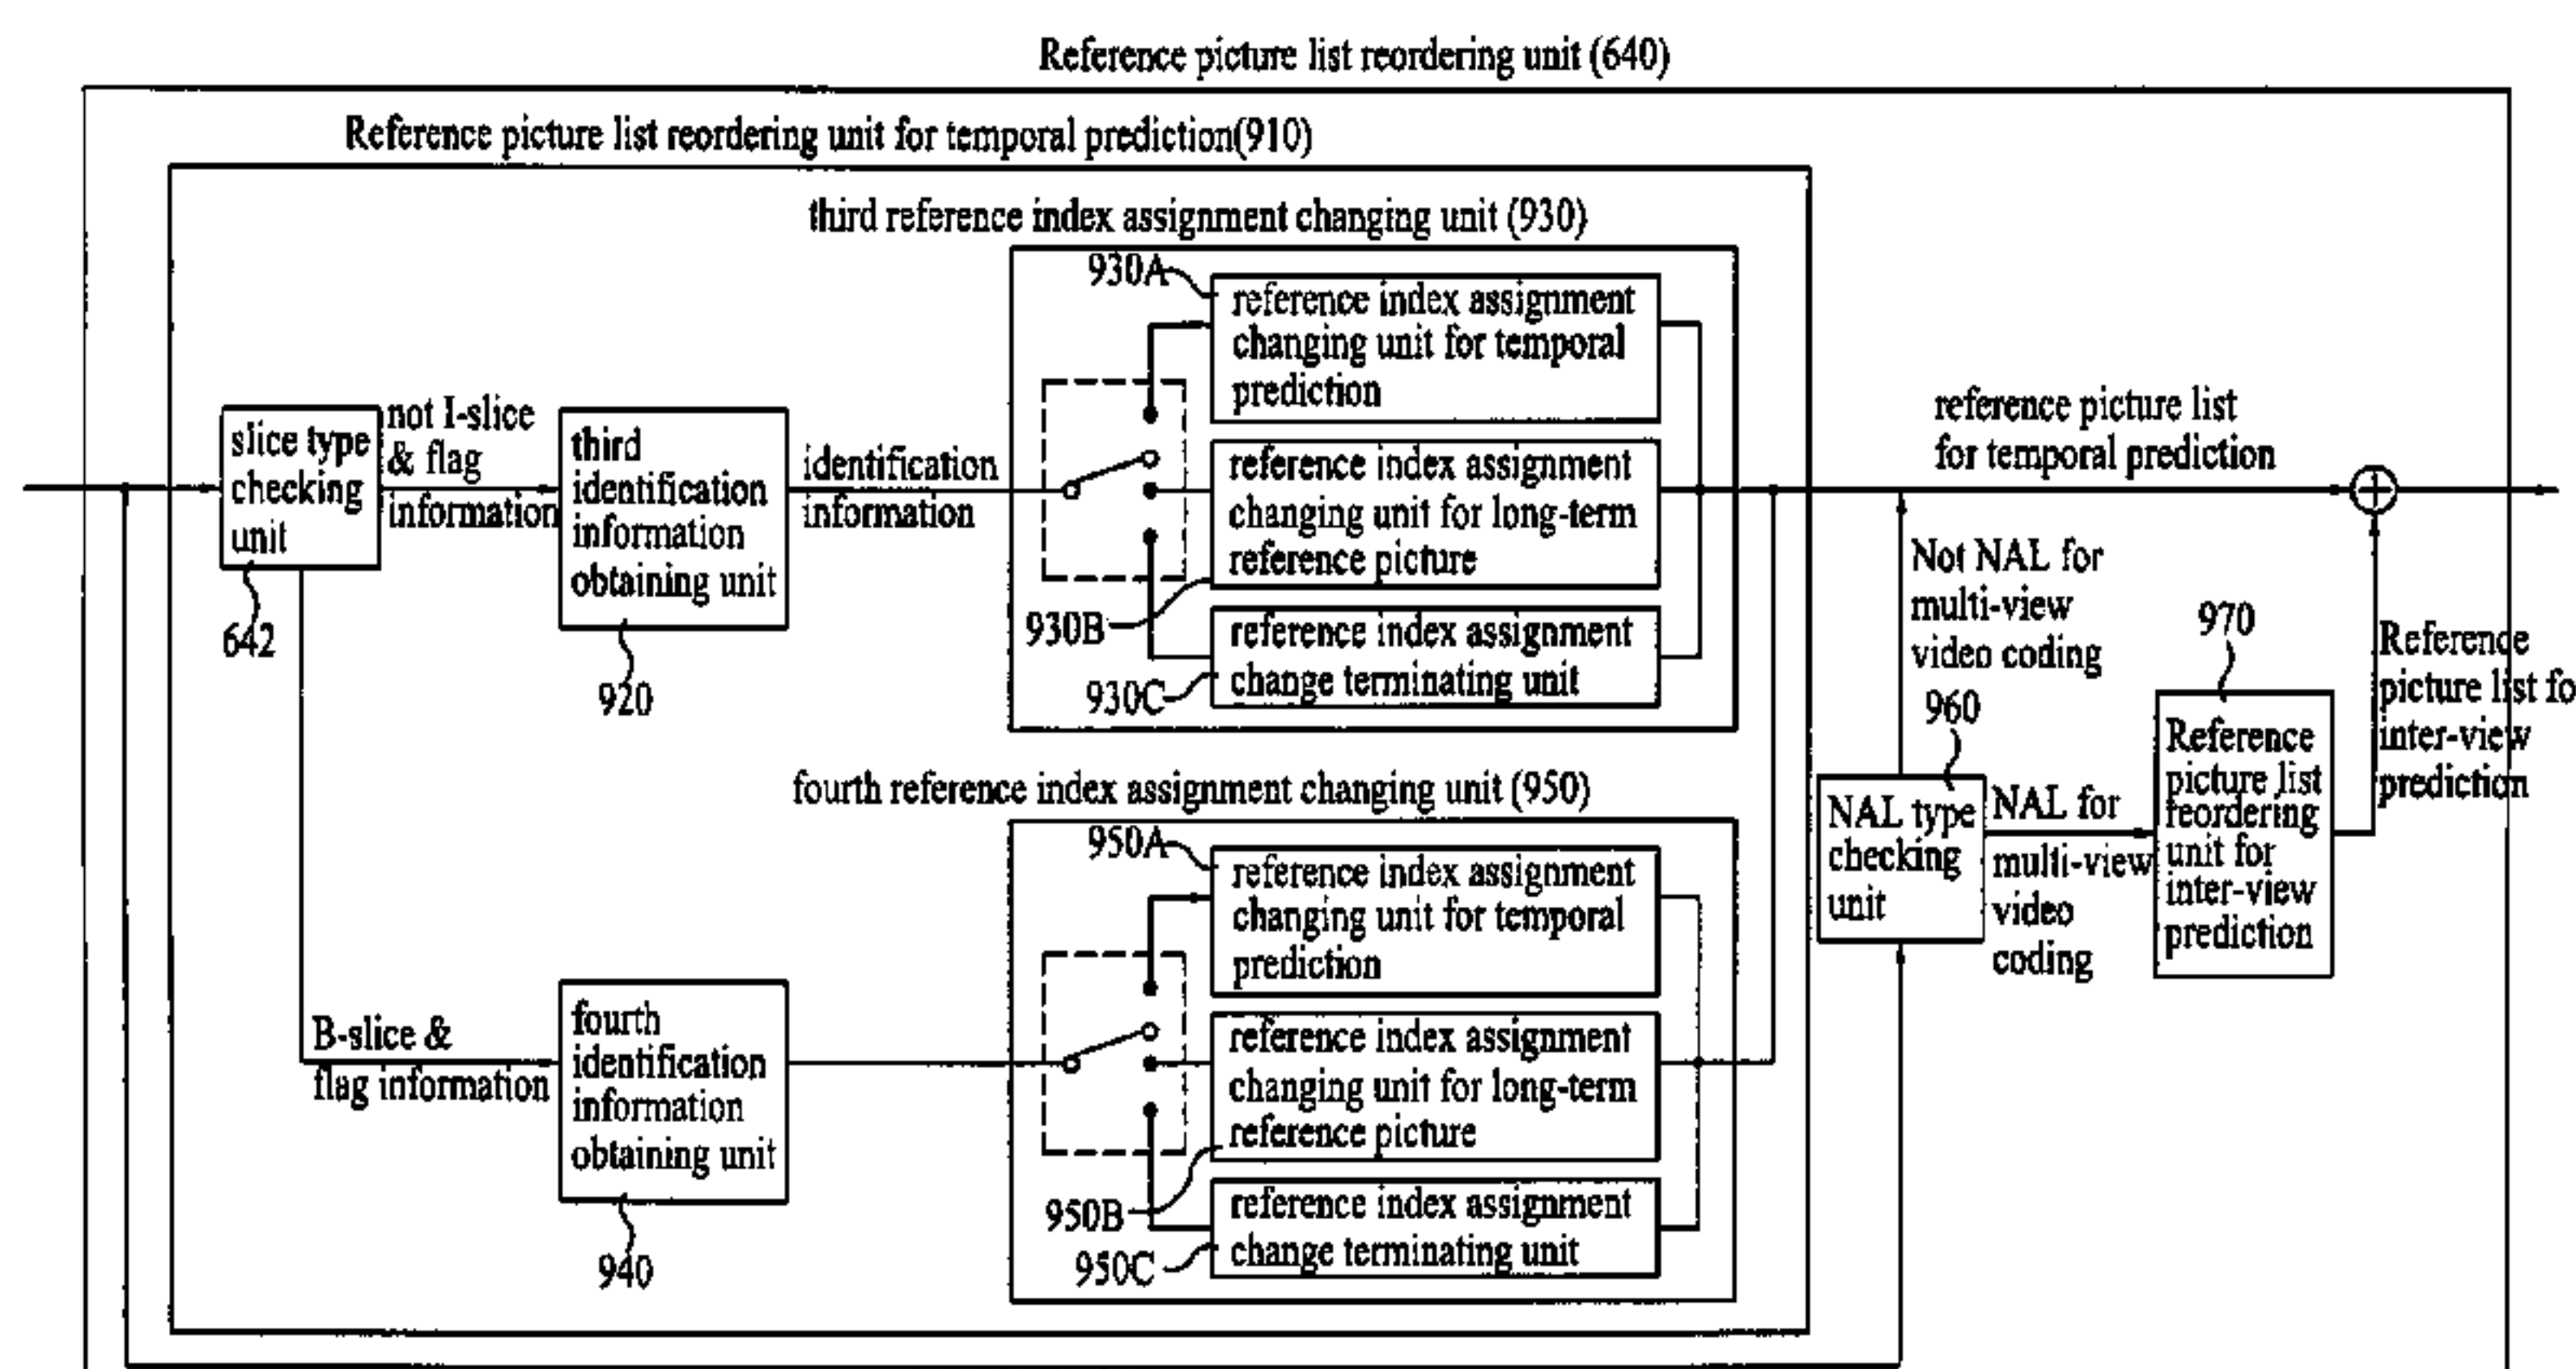 Reference picture list reordering unit (640)
Reference picture list reordering unit for temporal prediction(910)
third reference index assignment changing unit (930)
930A
reference index assignment
changing unit for temporal
prediction
slice type
checking
unit
642
not I-slice
& flag
information
third
identification
information
obtaining unit
920
identification
information
reference index assignment
changing unit for long-term
reference picture
930B
reference index assignment
change terminating unit
930C
reference picture list
for temporal prediction
Not NAL for
multi-view
video coding
960
970
Reference
picture list fo
inter-view
prediction
NAL type
checking
unit
NAL for
multi-view
video
coding
Reference
picture list
reordering
unit for
inter-view
prediction
fourth reference index assignment changing unit (950)
950A
reference index assignment
changing unit for temporal
prediction
B-slice &
flag information
fourth
identification
information
obtaining unit
940
reference index assignment
changing unit for long-term
reference picture
950B
reference index assignment
change terminating unit
950C